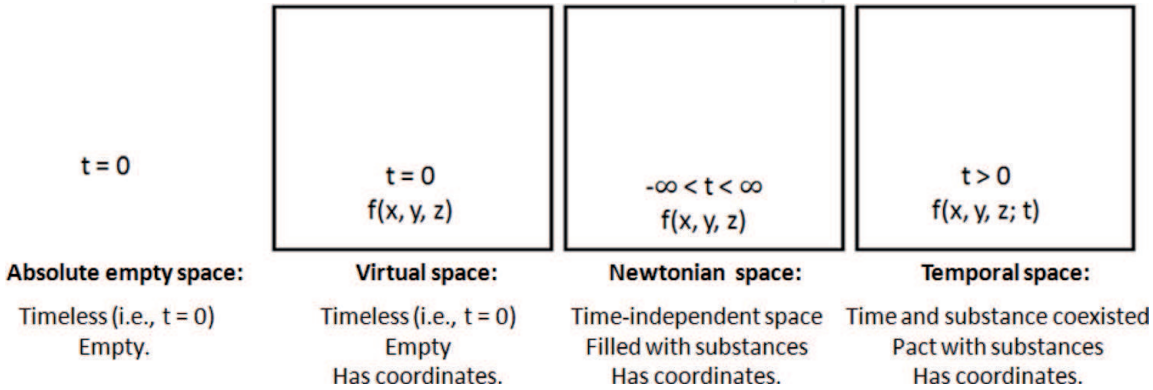 t = 0
Absolute empty space:
Timeless (i.e., t = 0)
Empty.
t = 0
f(x, y, z)
Virtual space:
Timeless (i.e., t = 0)
Empty
Has coordinates.
-∞ < t < ∞
f(x, y, z)
Newtonian space:
Time-independent space
Filled with substances
Has coordinates.
t > 0
f(x, y, z; t)
Temporal space:
Time and substance coexisted
Pact with substances
Has coordinates.